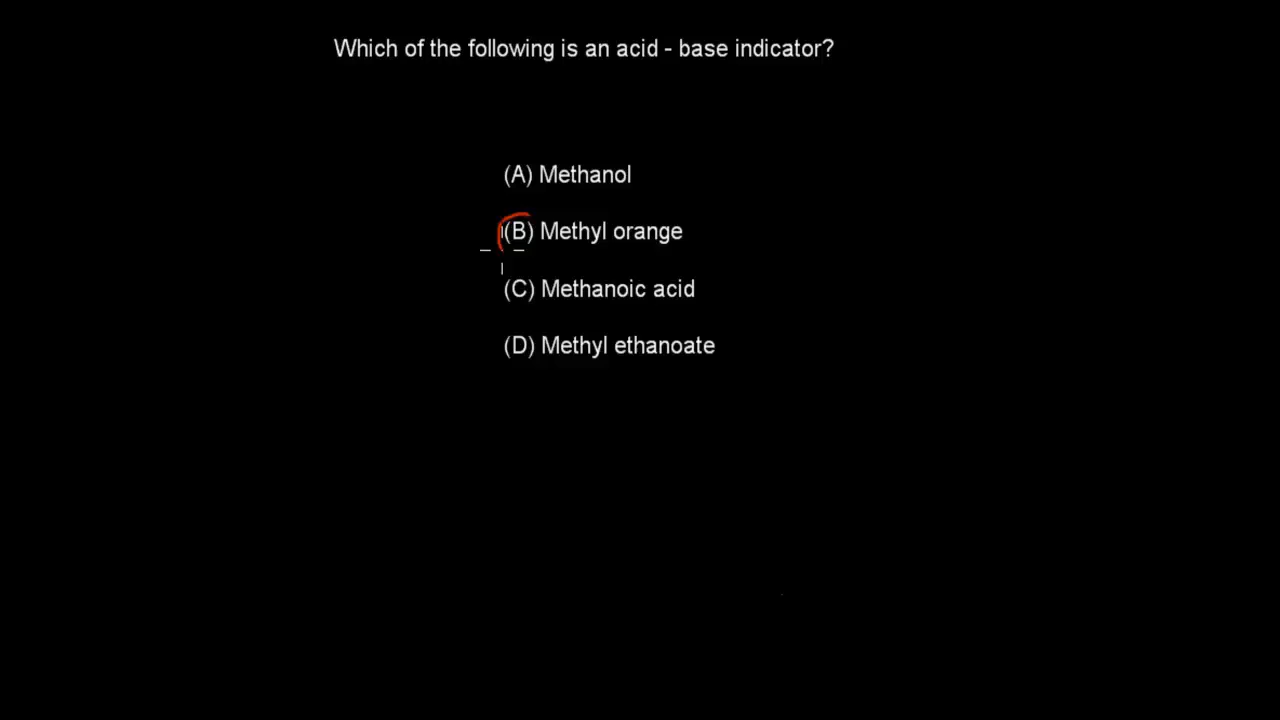 Which of the following is an acid - base indicator?
(A) Methanol
(B) Methyl orange
(C) Methanoic acid
(D) Methyl ethanoate